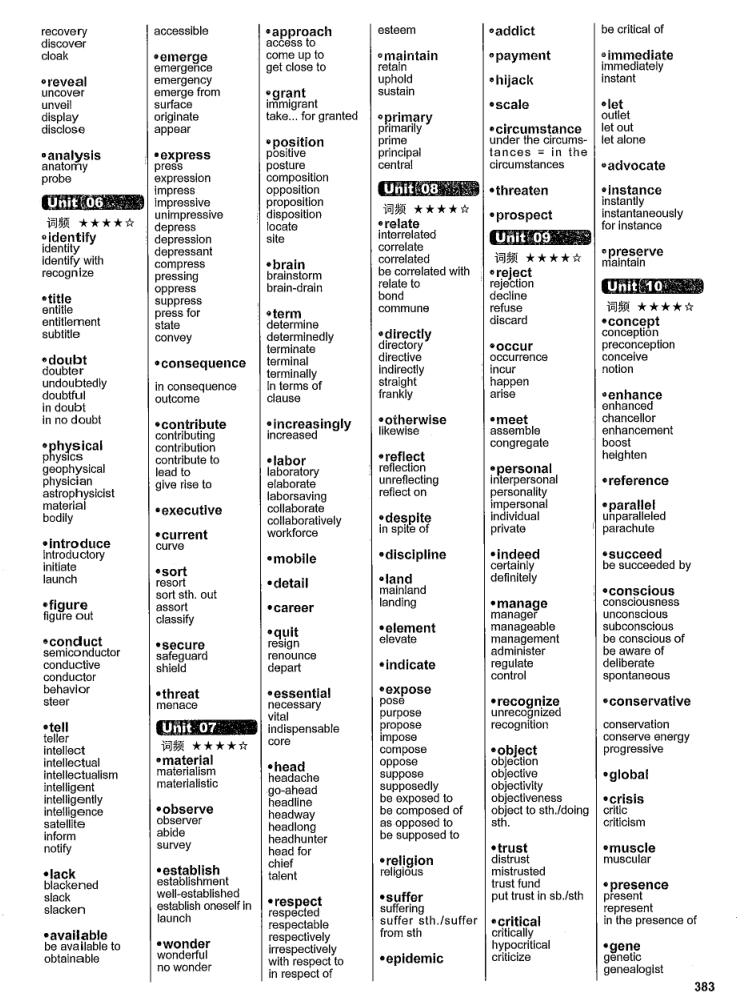 recovery
discover
cloak
•reveal
uncover
unveil
display
disclose
•analysis
anatomy
probe
Unit 06
词频 ★★★★☆
•identify
identity
identify with
recognize
•title
entitle
entitlement
subtitle
•doubt
doubter
undoubtedly
doubtful
in doubt
in no doubt
•physical
physics
geophysical
physician
astrophysicist
material
bodily
•introduce
introductory
initiate
launch
•figure
figure out
•conduct
semiconductor
conductive
conductor
behavior
steer
•tell
teller
intellect
intellectual
intellectualism
intelligent
intelligently
intelligence
satellite
inform
notify
•lack
blackened
slack
slacken
•available
be available to
obtainable
accessible
•emerge
emergence
emergency
emerge from
surface
originate
appear
•express
press
expression
impress
impressive
unimpressive
depress
depression
depressant
compress
pressing
oppress
suppress
press for
state
convey
•consequence
in consequence
outcome
•contribute
contributing
contribution
contribute to
lead to
give rise to
•executive
•current
curve
•sort
resort
sort sth. out
assort
classify
•secure
safeguard
shield
•threat
menace
Unit 07
词频 ★★★★☆
•material
materialism
materialistic
•observe
observer
abide
survey
•establish
establishment
well-established
establish oneself in
launch
•wonder
wonderful
no wonder
•approach
access to
come up to
get close to
•grant
immigrant
take... for granted
•position
positive
posture
composition
opposition
proposition
disposition
locate
site
•brain
brainstorm
brain-drain
•term
determine
determinedly
terminate
terminal
terminally
In terms of
clause
•increasingly
increased
•labor
laboratory
elaborate
laborsaving
collaborate
collaboratively
workforce
•mobile
•detail
•career
•quit
resign
renounce
depart
•essential
necessary
vital
indispensable
core
•head
headache
go-ahead
headline
headway
headlong
headhunter
head for
chief
talent
•respect
respected
respectable
respectively
irrespectively
with respect to
in respect of
esteem
•maintain
retain
uphold
sustain
•primary
primarily
prime
principal
central
Unit 08
词频 ★★★★☆
•relate
interrelated
correlate
correlated
be correlated with
relate to
bond
commune
•directly
directory
directive
indirectly
straight
frankly
•otherwise
likewise
•reflect
reflection
unreflecting
reflect on
•despite
in spite of
•discipline
•land
mainland
landing
•element
elevate
•indicate
•expose
pose
purpose
propose
impose
compose
oppose
suppose
supposedly
be exposed to
be composed of
as opposed to
be supposed to
•religion
religious
•suffer
suffering
suffer sth./suffer
from sth
•epidemic
•addict
•payment
•hijack
•scale
•circumstance
under the circums-
tances = in the
circumstances
•threaten
•prospect
Unit 09
词频 ★★★★☆
•reject
rejection
decline
refuse
discard
•occur
occurrence
incur
happen
arise
•meet
assemble
congregate
•personal
interpersonal
personality
impersonal
individual
private
•indeed
certainly
definitely
•manage
manager
manageable
management
administer
regulate
control
•recognize
unrecognized
recognition
•object
objection
objective
objectivity
objectiveness
object to sth./doing
sth.
•trust
distrust
mistrusted
trust fund
put trust in sb./sth
•critical
critically
hypocritical
criticize
be critical of
•immediate
immediately
instant
•let
outlet
let out
let alone
•advocate
•instance
instantly
instantaneously
for instance
•preserve
maintain
Unit 10
词频 ★★★★☆
•concept
conception
preconception
conceive
notion
•enhance
enhanced
chancellor
enhancement
boost
heighten
•reference
•parallel
unparalleled
parachute
•succeed
be succeeded by
•conscious
consciousness
unconscious
subconscious
be conscious of
be aware of
deliberate
spontaneous
•conservative
conservation
conserve energy
progressive
•global
•crisis
critic
criticism
•muscle
muscular
•presence
present
represent
in the presence of
•gene
genetic
genealogist
383